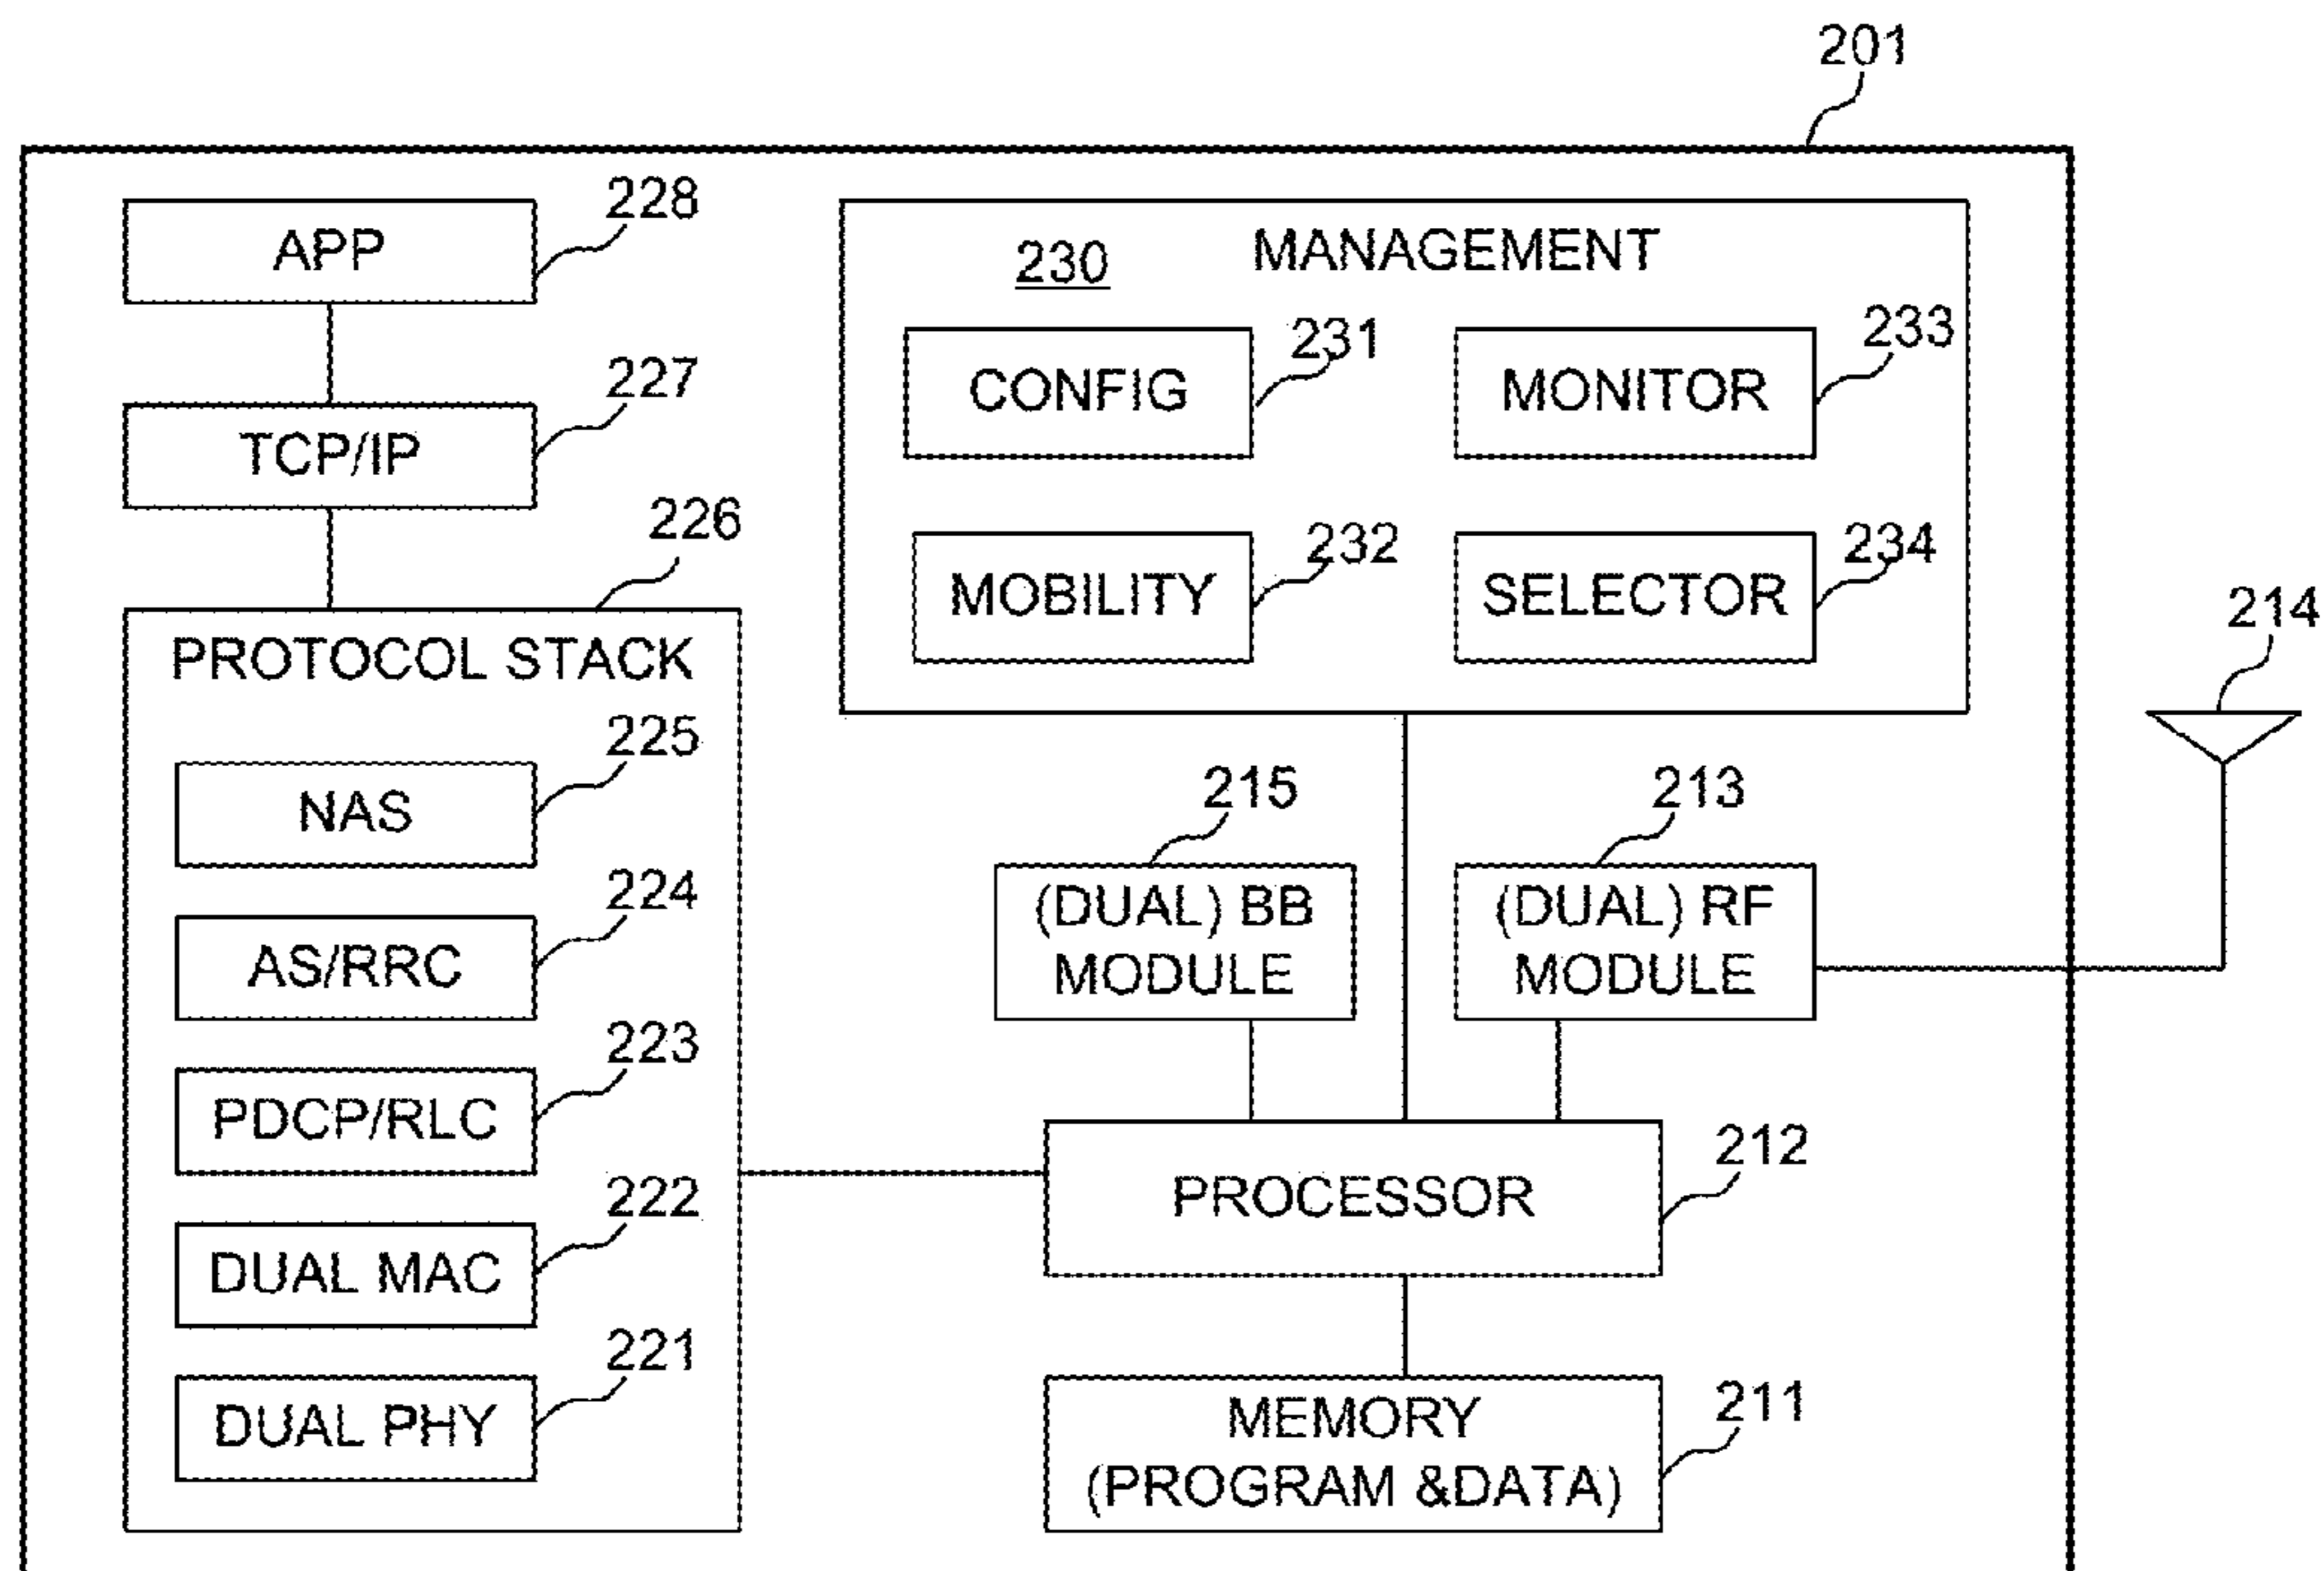 201
APP
228
TCP/IP
227
226
PROTOCOL STACK
NAS
225
AS/RRC
224
PDCP/RLC
223
DUAL MAC
222
DUAL PHY
221
230
MANAGEMENT
CONFIG
231
MONITOR
233
MOBILITY
232
SELECTOR
234
214
215
(DUAL) BB
MODULE
213
(DUAL) RF
MODULE
PROCESSOR
212
MEMORY
(PROGRAM &DATA)
211